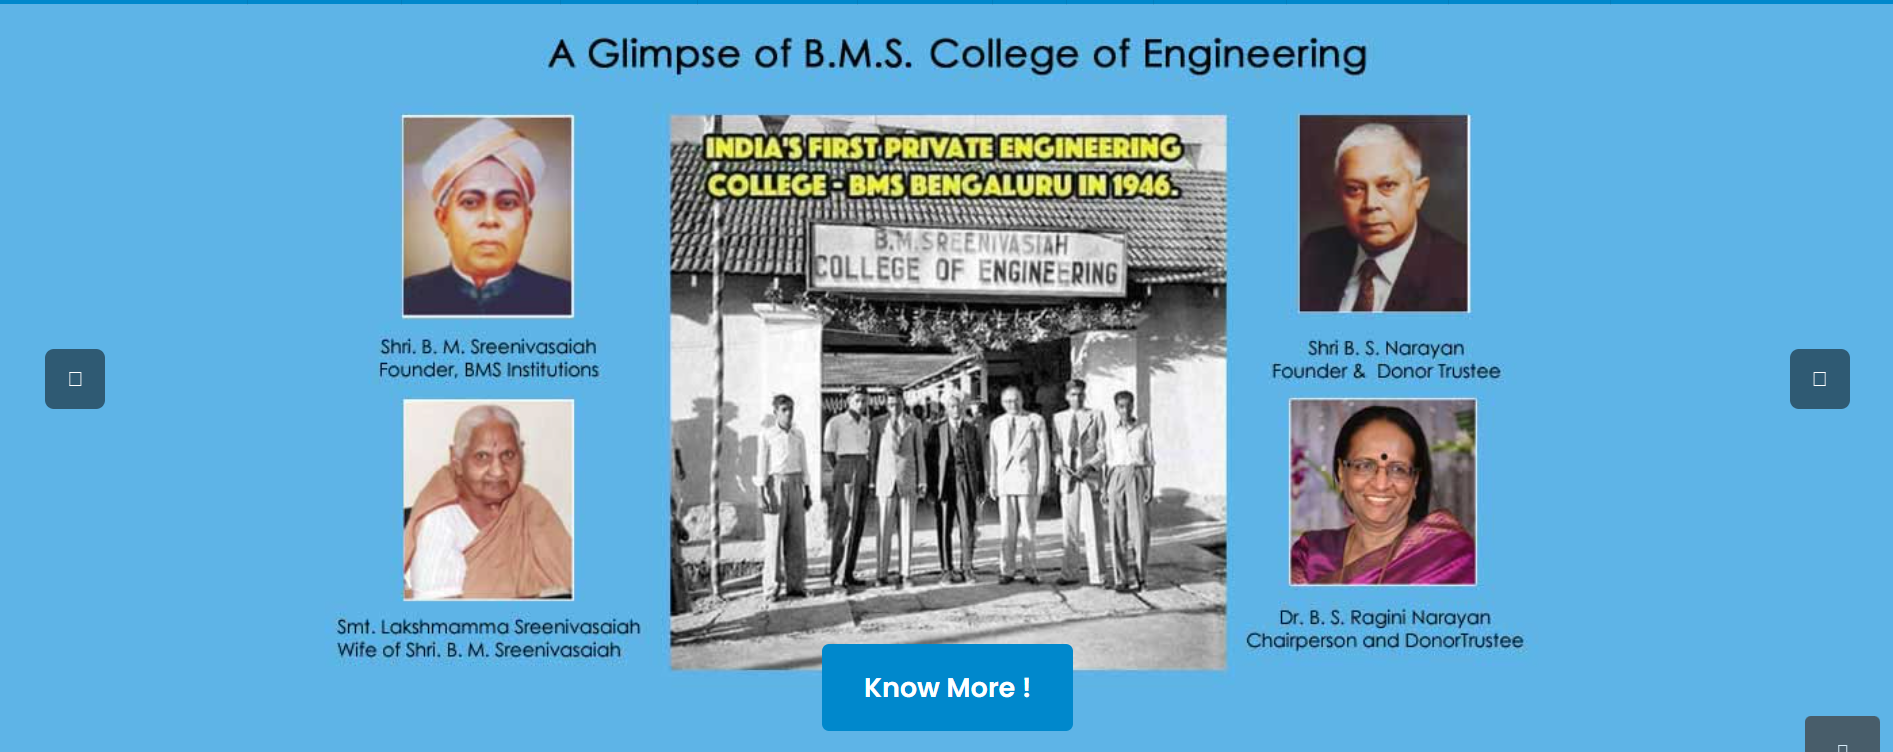 A Glimpse of B.M.S. College of Engineering
INDIA'S FIRST PRIVATE ENGINEERING
COLLEGE - BMS BENGALURU IN 1946.
B.M.SREENIVASIAH
COLLEGE OF ENGINEERING
Shri. B. M. Sreenivasaiah
Founder, BMS Institutions
Shri B. S. Narayan
Founder & Donor Trustee
Smt. Lakshmamma Sreenivasaiah
Wife of Shri. B. M. Sreenivasaiah
Dr. B. S. Ragini Narayan
Chairperson and DonorTrustee
Know More !